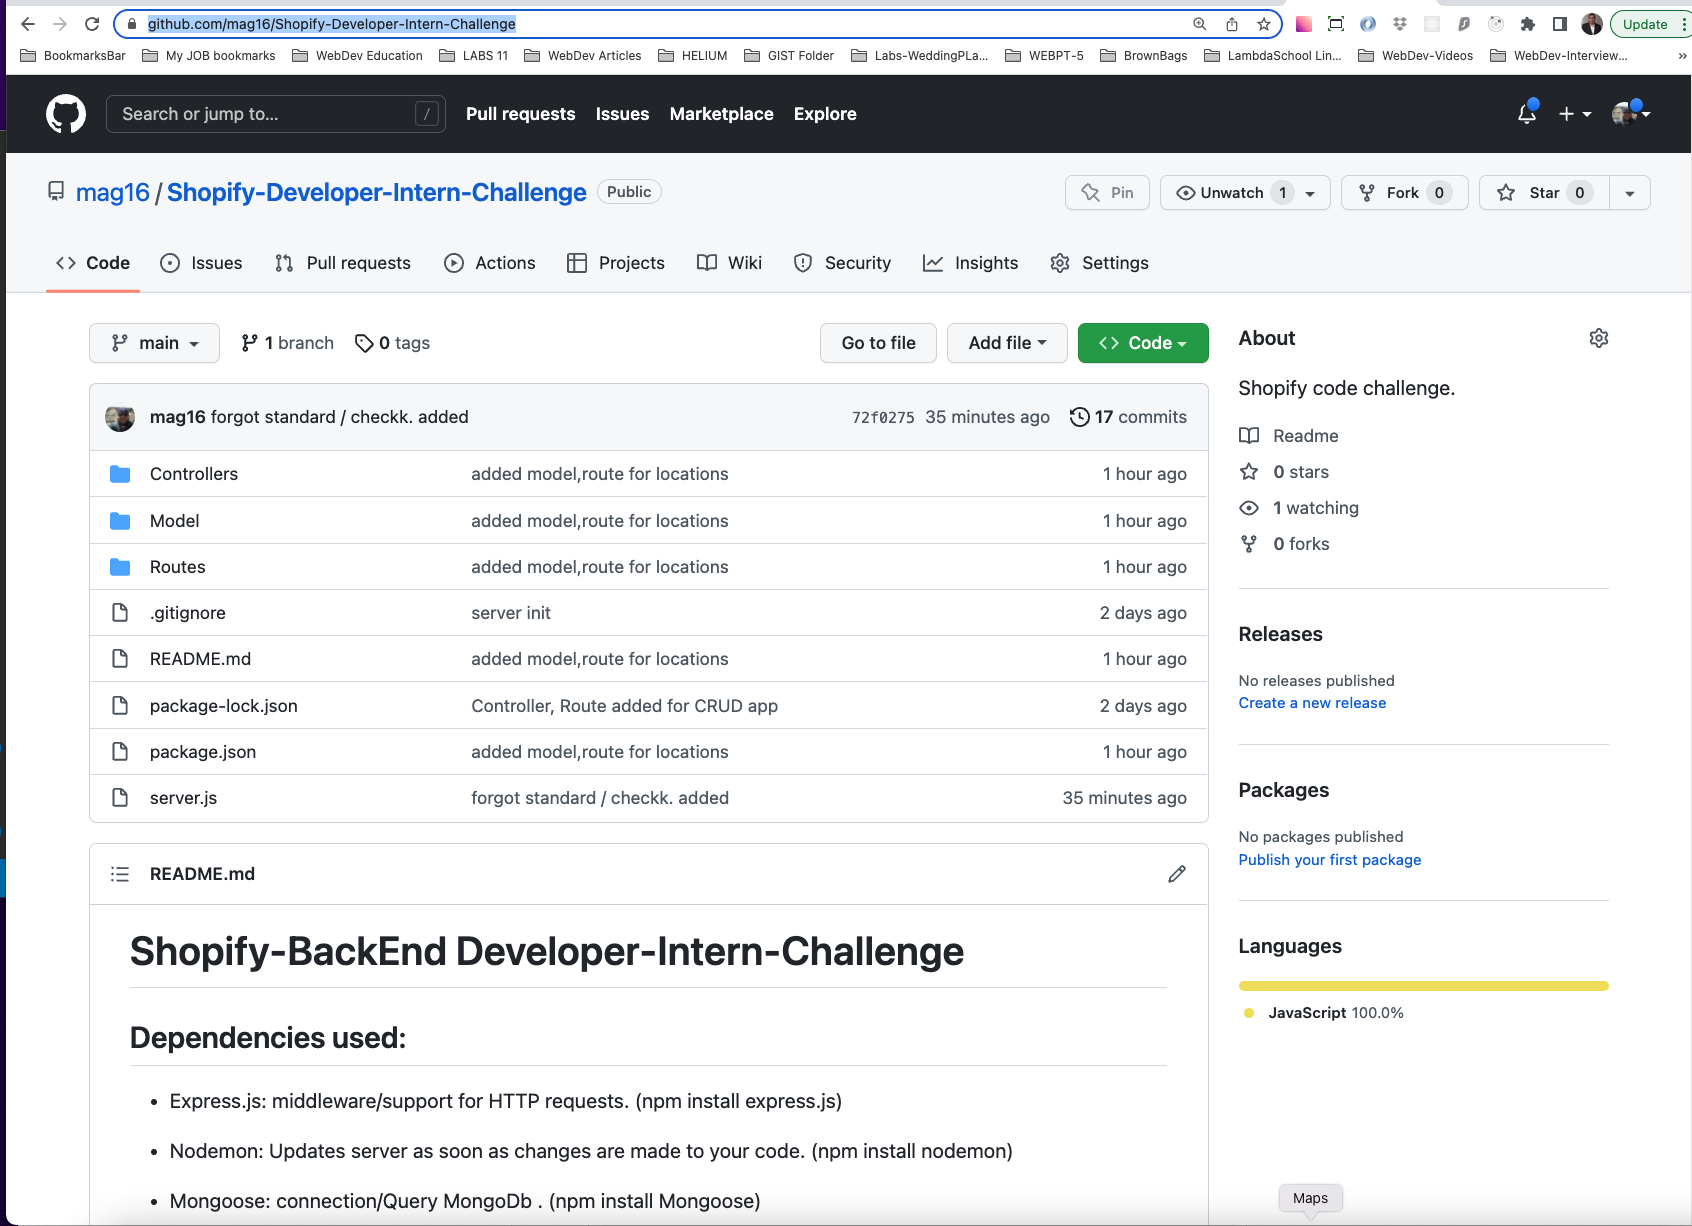 github.com/mag16/Shopify-Developer-Intern-Challenge Update
BookmarksBar My JOB bookmarks WebDev Education LABS 11 WebDev Articles HELIUM GIST Folder Labs-WeddingPLa... WEBPT-5 BrownBags LambdaSchool Lin... WebDev-Videos WebDev-Interview... »
Search or jump to... / Pull requests Issues Marketplace Explore
mag16 / Shopify-Developer-Intern-Challenge Public Pin Unwatch 1 Fork 0 Star 0
Code Issues Pull requests Actions Projects Wiki Security Insights Settings
main 1 branch 0 tags Go to file Add file Code
mag16 forgot standard / checkk. added 72f0275 35 minutes ago 17 commits
Controllers added model,route for locations 1 hour ago
Model added model,route for locations 1 hour ago
Routes added model,route for locations 1 hour ago
.gitignore server init 2 days ago
README.md added model,route for locations 1 hour ago
package-lock.json Controller, Route added for CRUD app 2 days ago
package.json added model,route for locations 1 hour ago
server.js forgot standard / checkk. added 35 minutes ago
README.md
Shopify-BackEnd Developer-Intern-Challenge
Dependencies used:
• Express.js: middleware/support for HTTP requests. (npm install express.js)
• Nodemon: Updates server as soon as changes are made to your code. (npm install nodemon)
• Mongoose: connection/Query MongoDb . (npm install Mongoose)
About
Shopify code challenge.
Readme
0 stars
1 watching
0 forks
Releases
No releases published
Create a new release
Packages
No packages published
Publish your first package
Languages
JavaScript 100.0%
Maps